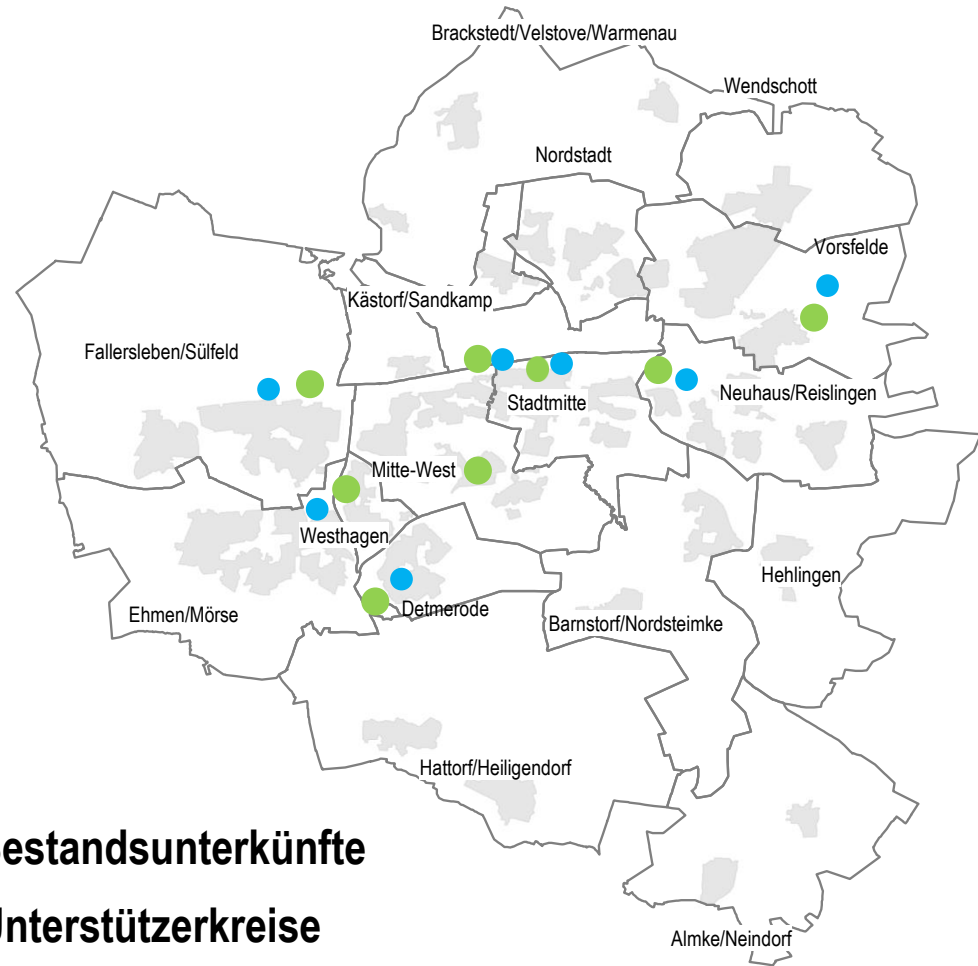 Brackstedt/Velstove/Warmenau
Wendschott
Nordstadt
Vorsfelde
Kästorf/Sandkamp
Fallersleben/Sülfeld
Neuhaus/Reislingen
Stadtmitte
Mitte-West
Westhagen
Hehlingen
Detmerode
Ehmen/Mörse
Barnstorf/Nordsteimke
Hattorf/Heiligendorf
estandsunterkünfte
nterstützerkreise
Almke/Neindorf